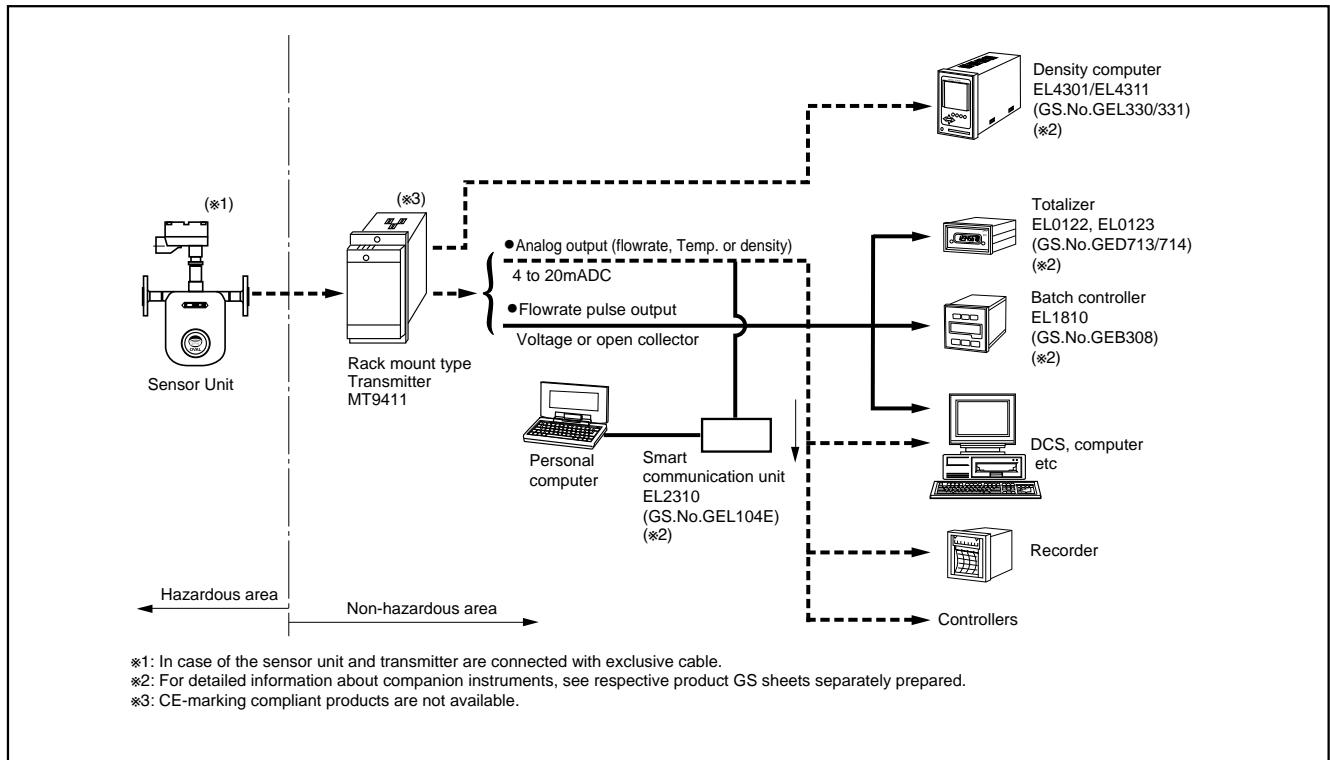 Density computer
EL4301/EL4311
(GS.No.GEL330/331)
(※2)
(※1)
(※3)
Totalizer
EL0122, EL0123
(GS.No.GED713/714)
(※2)
●Analog output (flowrate, Temp. or density)
4 to 20mADC
●Flowrate pulse output
Voltage or open collector
Batch controller
EL1810
(GS.No.GEB308)
(※2)
OVAL
Sensor Unit
Rack mount type
Transmitter
MT9411
Personal
computer
Smart
communication unit
EL2310
(GS.No.GEL104E)
(※2)
DCS, computer
etc
Recorder
Controllers
Hazardous area
Non-hazardous area
※1: In case of the sensor unit and transmitter are connected with exclusive cable.
※2: For detailed information about companion instruments, see respective product GS sheets separately prepared.
※3: CE-marking compliant products are not available.